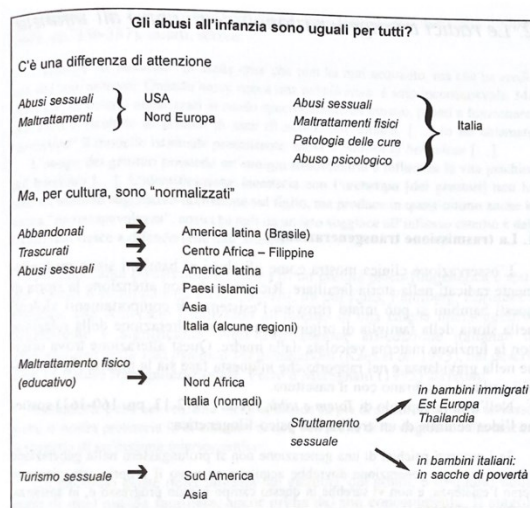 Gli abusi all'infanzia sono uguali per tutti?
C'è una differenza di attenzione
Abusi sessuali
Maltrattamenti
USA
Nord Europa
Abusi sessuali
Maltrattamenti fisici
Patologia delle cure
Abuso psicologico
Italia
Ma, per cultura, sono "normalizzati"
Abbandonati → America latina (Brasile)
Trascurati → Centro Africa – Filippine
Abusi sessuali → America latina
Paesi islamici
Asia
Italia (alcune regioni)
Maltrattamento fisico
(educativo) → Nord Africa
Italia (nomadi)
Sfruttamento
sessuale
in bambini immigrati
Est Europa
Thailandia
in bambini italiani:
in sacche di povertà
Turismo sessuale → Sud America
Asia